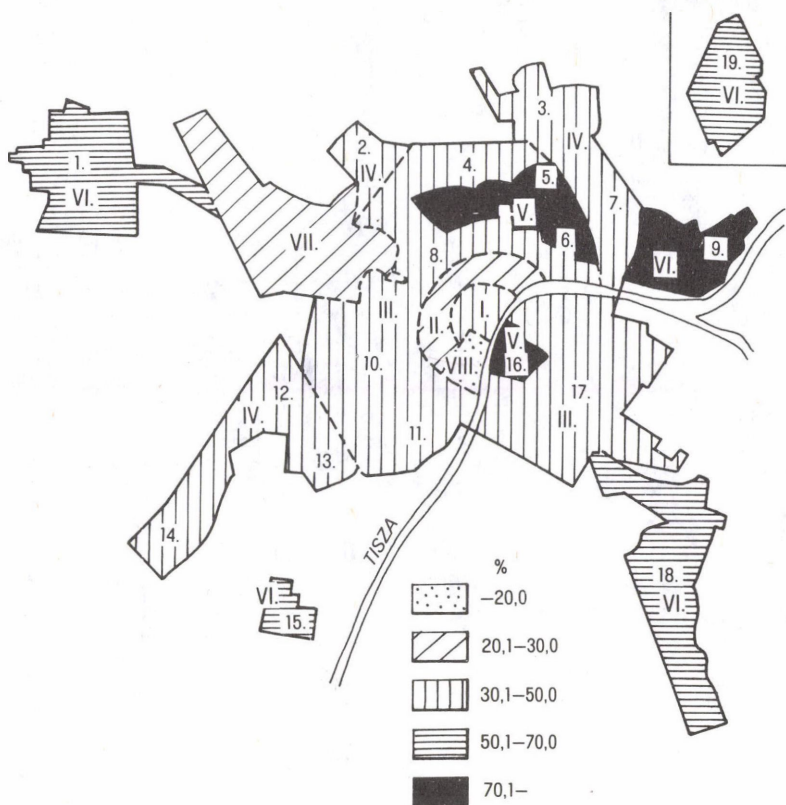 19.
VI.
3.
IV.
1.
VI.
2.
IV.
4.
5.
V.
7.
6.
VI.
9.
VII.
8.
III.
II.
I.
V.
16.
VIII.
10.
17.
III.
12.
IV.
11.
13.
14.
TISZA
18.
VI.
VI.
15.
%
—20,0
20,1—30,0
30,1—50,0
50,1—70,0
70,1—